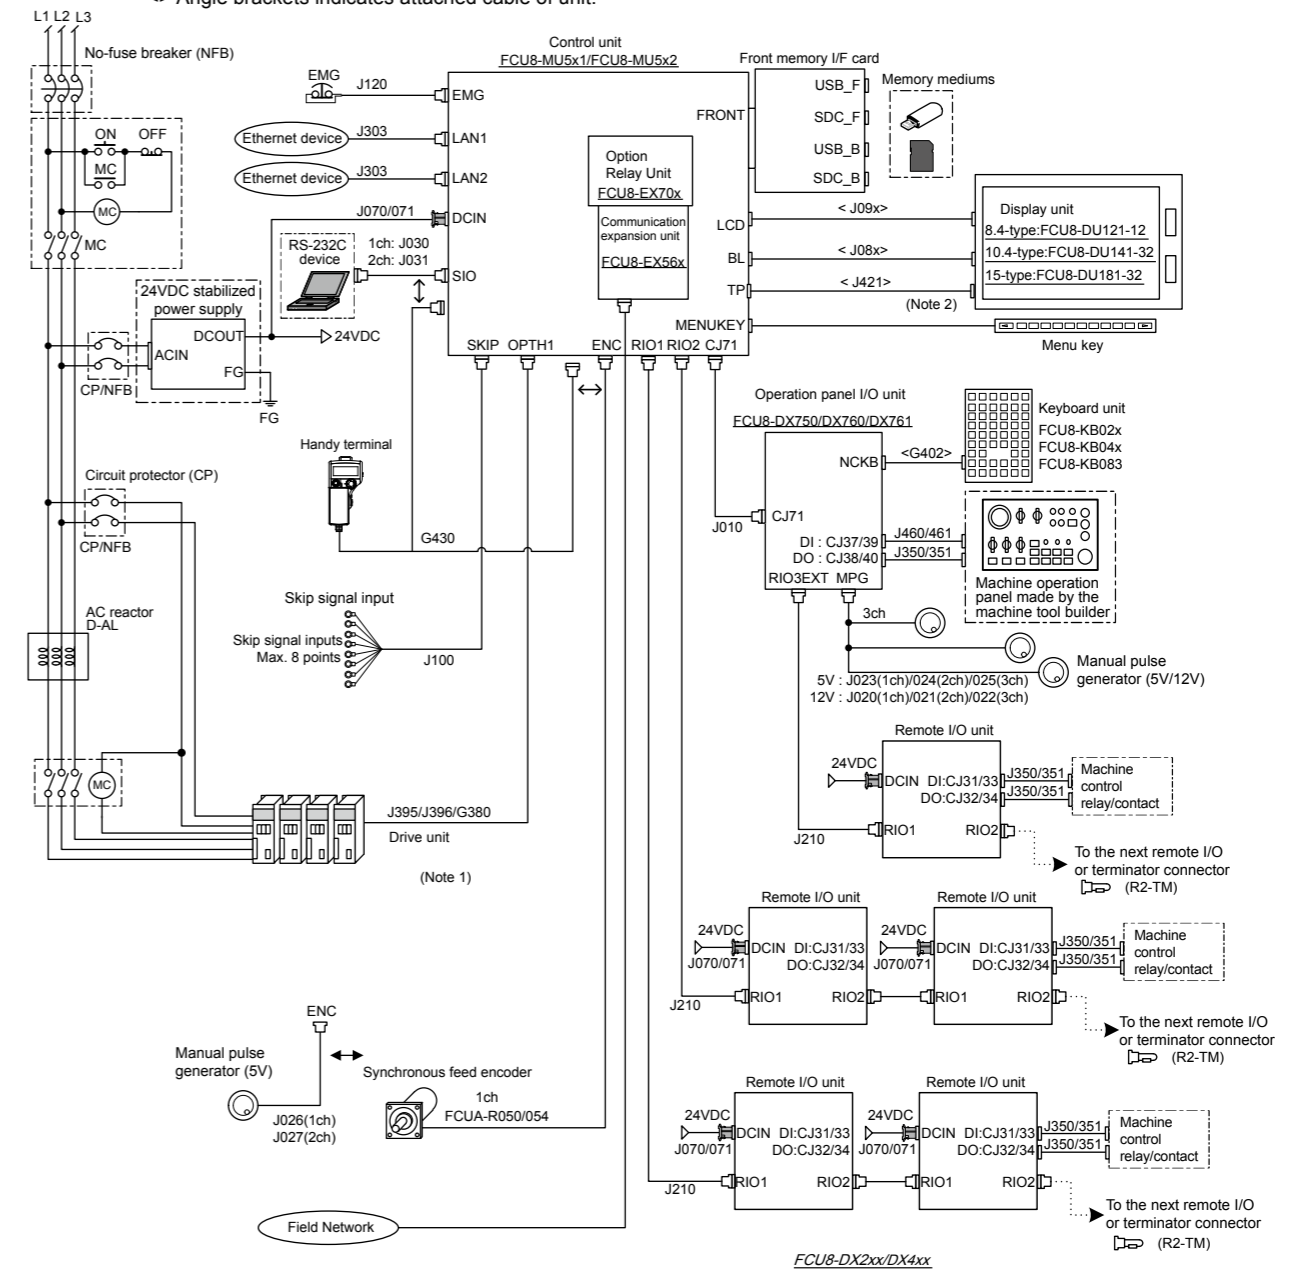 <> Angle brackets indicates attached cable of unit.
L1 L2 L3
No-fuse breaker (NFB)
ON OFF
MC
MC
MC
24VDC stabilized
power supply
DCOUT
ACIN
FG
FG
24VDC
CP/NFB
Circuit protector (CP)
CP/NFB
AC reactor
D-AL
MC
EMG
J120
Ethernet device
J303
Ethernet device
J303
J070/071
RS-232C
device
1ch: J030
2ch: J031
Control unit
FCU8-MU5x1/FCU8-MU5x2
EMG
LAN1
LAN2
DCIN
SIO
FRONT
LCD
BL
TP
MENUKEY
SKIP OPTH1 ENC RIO1 RIO2 CJ71
Option
Relay Unit
FCU8-EX70x
Communication
expansion unit
FCU8-EX56x
Front memory I/F card
USB_F
SDC_F
USB_B
SDC_B
Memory mediums
< J09x>
< J08x>
< J421>
(Note 2)
Display unit
8.4-type:FCU8-DU121-12
10.4-type:FCU8-DU141-32
15-type:FCU8-DU181-32
Menu key
Operation panel I/O unit
FCU8-DX750/DX760/DX761
NCKB
CJ71
DI : CJ37/39
DO : CJ38/40
RIO3EXT MPG
<G402>
Keyboard unit
FCU8-KB02x
FCU8-KB04x
FCU8-KB083
J010
J460/461
J350/351
Machine operation
panel made by the
machine tool builder
3ch
Manual pulse
generator (5V/12V)
5V : J023(1ch)/024(2ch)/025(3ch)
12V : J020(1ch)/021(2ch)/022(3ch)
Handy terminal
G430
Skip signal input
Skip signal inputs
Max. 8 points
J100
J395/J396/G380
Drive unit
(Note 1)
Remote I/O unit
24VDC
DCIN DI:CJ31/33
DO:CJ32/34
RIO1 RIO2
J350/351
J350/351
Machine
control
relay/contact
J210
To the next remote I/O
or terminator connector
(R2-TM)
Remote I/O unit
Remote I/O unit
24VDC
DCIN DI:CJ31/33
J070/071
DO:CJ32/34
24VDC
DCIN DI:CJ31/33
J070/071
DO:CJ32/34
J350/351
J350/351
Machine
control
relay/contact
J210
RIO1 RIO2
RIO1 RIO2
To the next remote I/O
or terminator connector
(R2-TM)
ENC
Manual pulse
generator (5V)
J026(1ch)
J027(2ch)
Synchronous feed encoder
1ch
FCUA-R050/054
Remote I/O unit
Remote I/O unit
24VDC
DCIN DI:CJ31/33
J070/071
DO:CJ32/34
24VDC
DCIN DI:CJ31/33
J070/071
DO:CJ32/34
J350/351
J350/351
Machine
control
relay/contact
J210
RIO1 RIO2
RIO1 RIO2
To the next remote I/O
or terminator connector
(R2-TM)
Field Network
FCU8-DX2xx/DX4xx